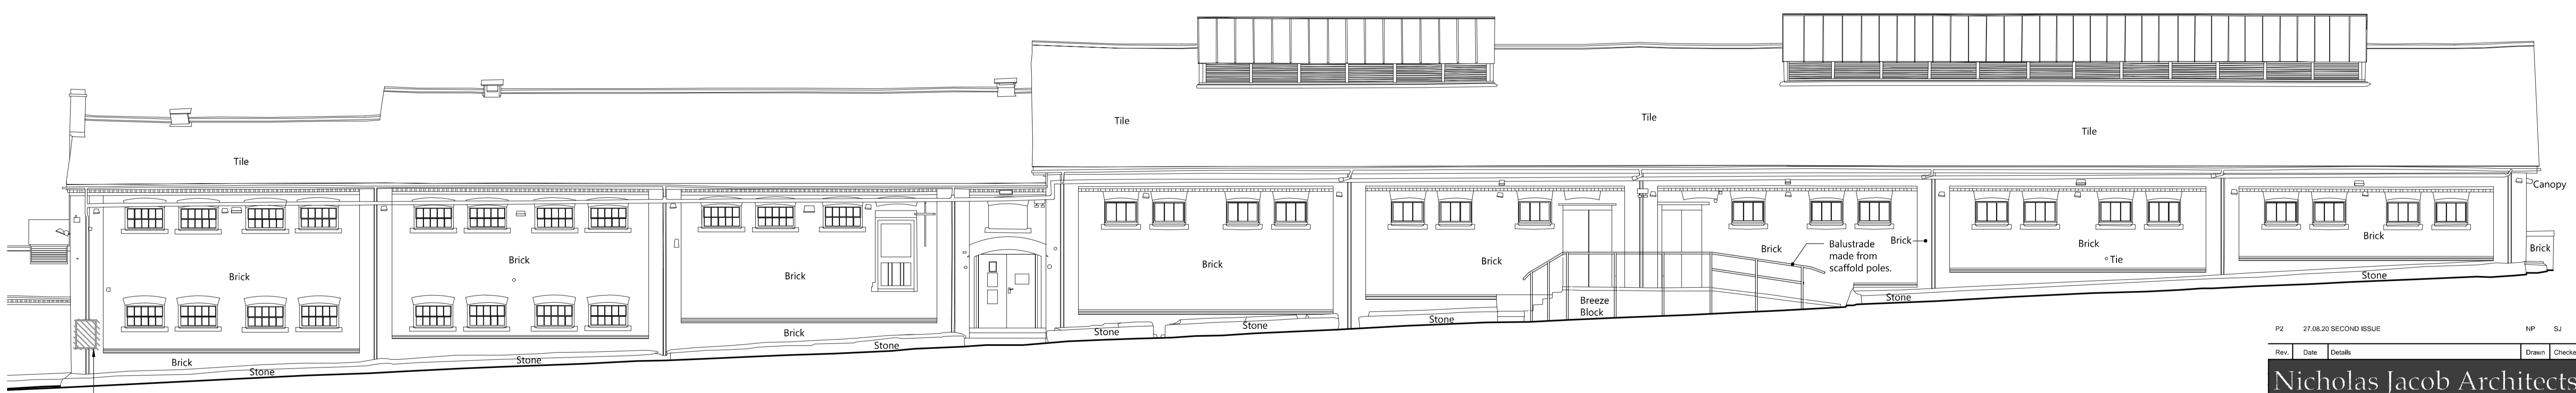 Tile
Tile
Tile
Tile
Canopy
Brick
Brick
Brick
Brick
Brick
Brick
Balustrade
made from
scaffold poles.
Brick
Brick
Tie
Brick
Brick
Stone
Stone
Breeze
Block
Stone
Stone
Stone
Brick
Stone
Brick
Stone
Stone
P2 27.08.20 SECOND ISSUE NP SJ
Rev. Date Details Drawn Checke
Nicholas Jacob Architects